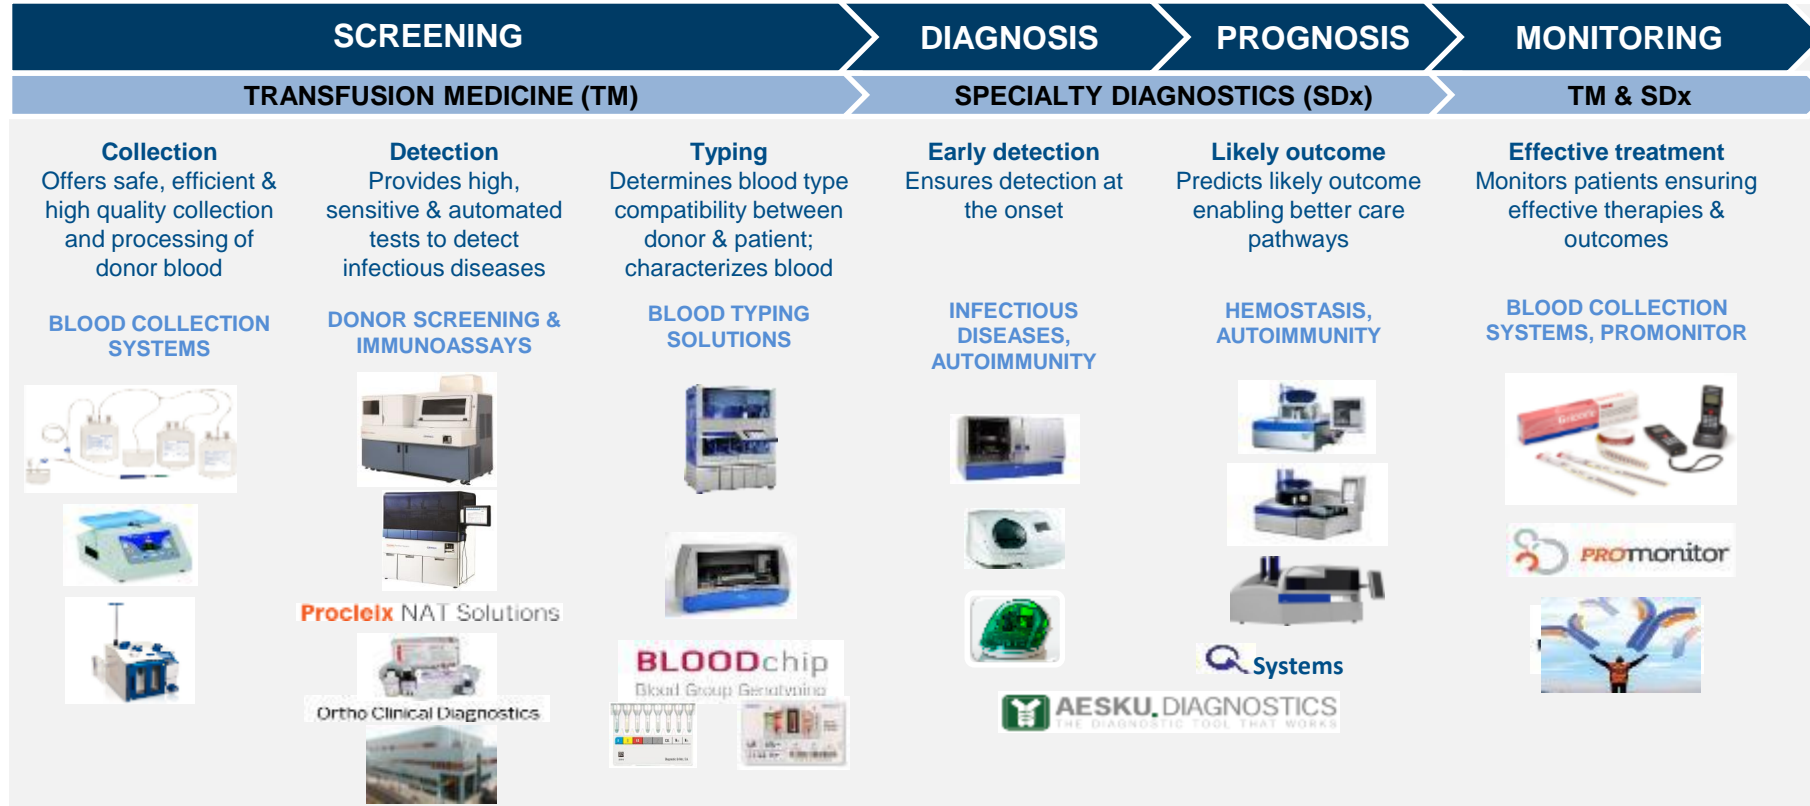 SCREENING
DIAGNOSIS
PROGNOSIS
MONITORING
TRANSFUSION MEDICINE (TM)
SPECIALTY DIAGNOSTICS (SDx)
TM & SDx
Collection
Offers safe, efficient &
high quality collection
and processing of
donor blood
BLOOD COLLECTION
SYSTEMS
Detection
Provides high,
sensitive & automated
tests to detect
infectious diseases
DONOR SCREENING &
IMMUNOASSAYS
Procleix NAT Solutions
Ortho Clinical Diagnostics
Typing
Determines blood type
compatibility between
donor & patient;
characterizes blood
BLOOD TYPING
SOLUTIONS
BLOODchip
Blood Group Genotyping
Early detection
Ensures detection at
the onset
INFECTIOUS
DISEASES,
AUTOIMMUNITY
Likely outcome
Predicts likely outcome
enabling better care
pathways
HEMOSTASIS,
AUTOIMMUNITY
Q Systems
AESKU.DIAGNOSTICS
THE DIAGNOSTIC TOOL THAT WORKS
Effective treatment
Monitors patients ensuring
effective therapies &
outcomes
BLOOD COLLECTION
SYSTEMS, PROMONITOR
PROmonitor